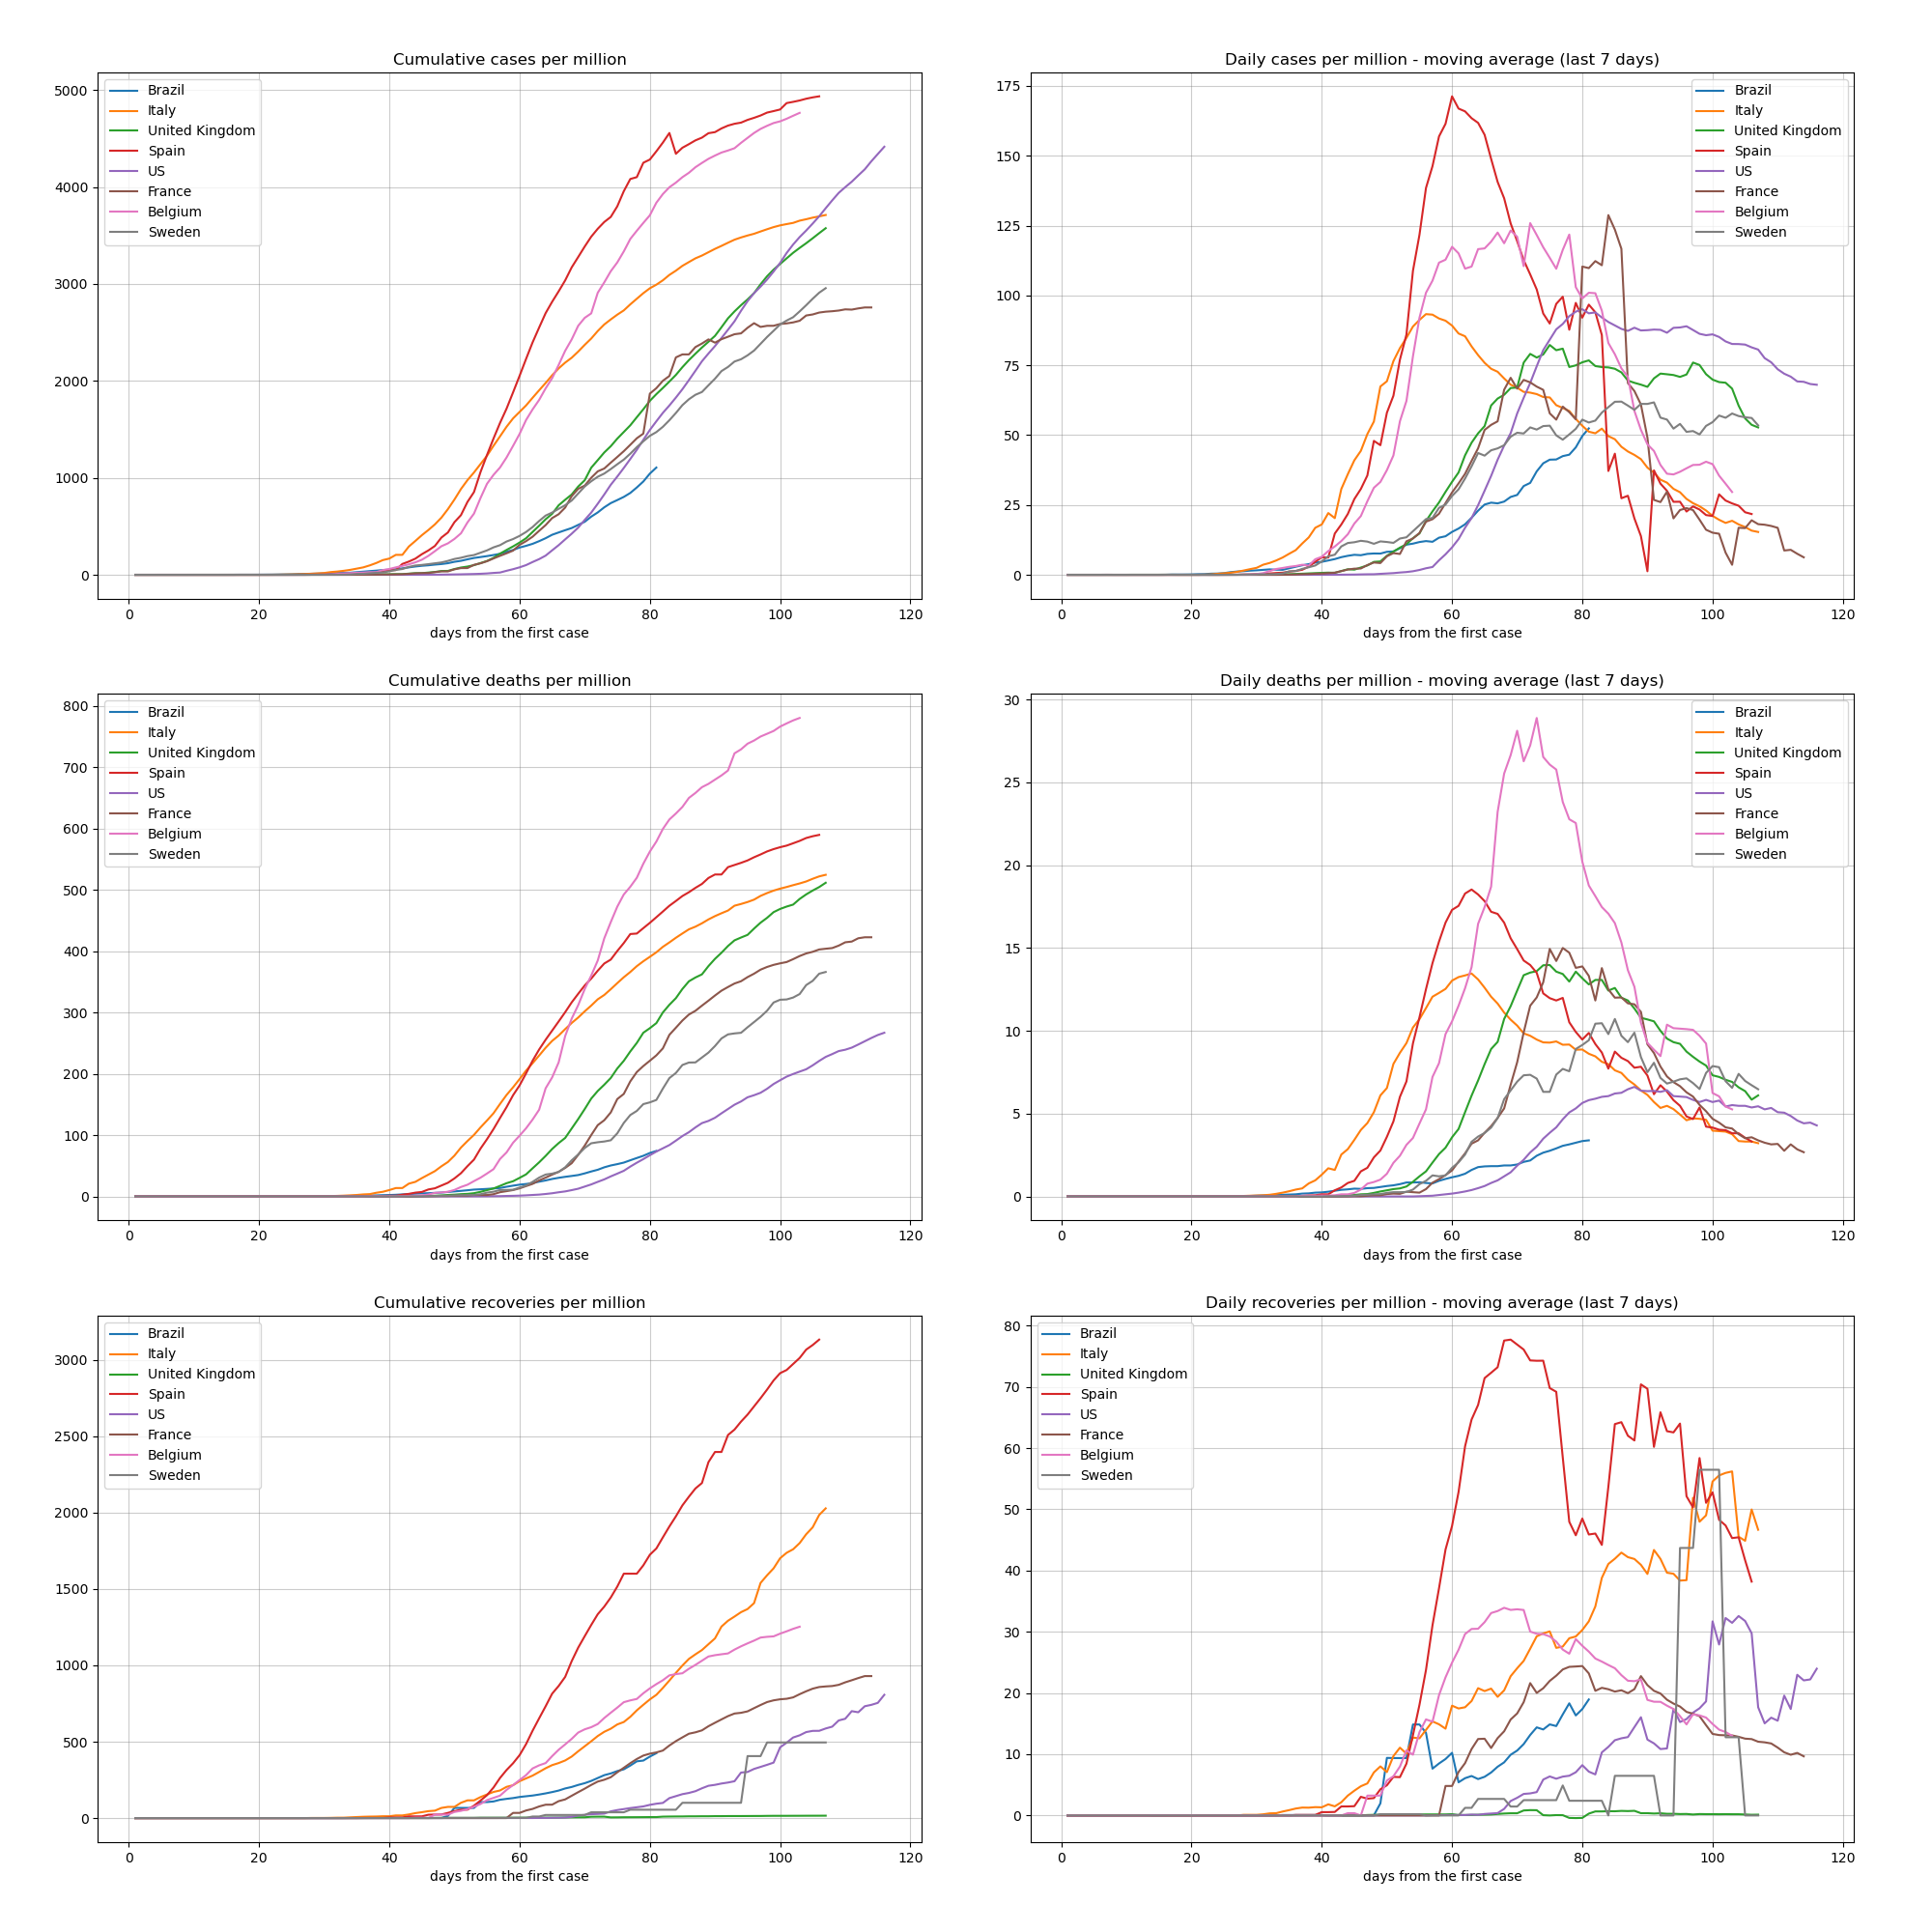 Cumulative cases per million
5000
4000
3000
2000
1000
0
0 20 40 60 80 100 120
days from the first case
Brazil
Italy
United Kingdom
Spain
US
France
Belgium
Sweden
Daily cases per million - moving average (last 7 days)
175
150
125
100
75
50
25
0
0 20 40 60 80 100 120
days from the first case
Brazil
Italy
United Kingdom
Spain
US
France
Belgium
Sweden
Cumulative deaths per million
800
700
600
500
400
300
200
100
0
0 20 40 60 80 100 120
days from the first case
Brazil
Italy
United Kingdom
Spain
US
France
Belgium
Sweden
Daily deaths per million - moving average (last 7 days)
30
25
20
15
10
5
0
0 20 40 60 80 100 120
days from the first case
Brazil
Italy
United Kingdom
Spain
US
France
Belgium
Sweden
Cumulative recoveries per million
3000
2500
2000
1500
1000
500
0
0 20 40 60 80 100 120
days from the first case
Brazil
Italy
United Kingdom
Spain
US
France
Belgium
Sweden
Daily recoveries per million - moving average (last 7 days)
80
70
60
50
40
30
20
10
0
0 20 40 60 80 100 120
days from the first case
Brazil
Italy
United Kingdom
Spain
US
France
Belgium
Sweden